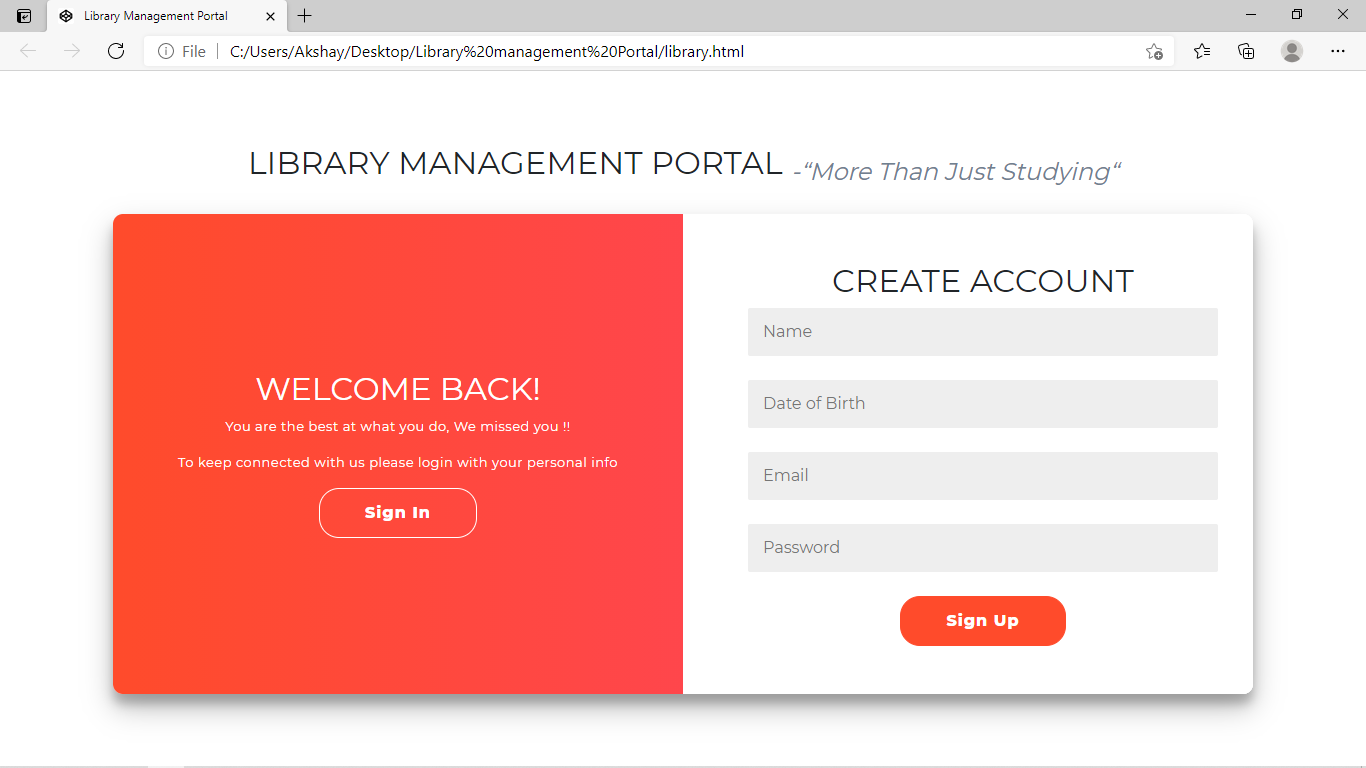 Library Management Portal
File
C:/Users/Akshay/Desktop/Library%20management%20Portal/library.html
LIBRARY MANAGEMENT PORTAL -“More Than Just Studying“
WELCOME BACK!
You are the best at what you do, We missed you !!
To keep connected with us please login with your personal info
Sign In
CREATE ACCOUNT
Name
Date of Birth
Email
Password
Sign Up